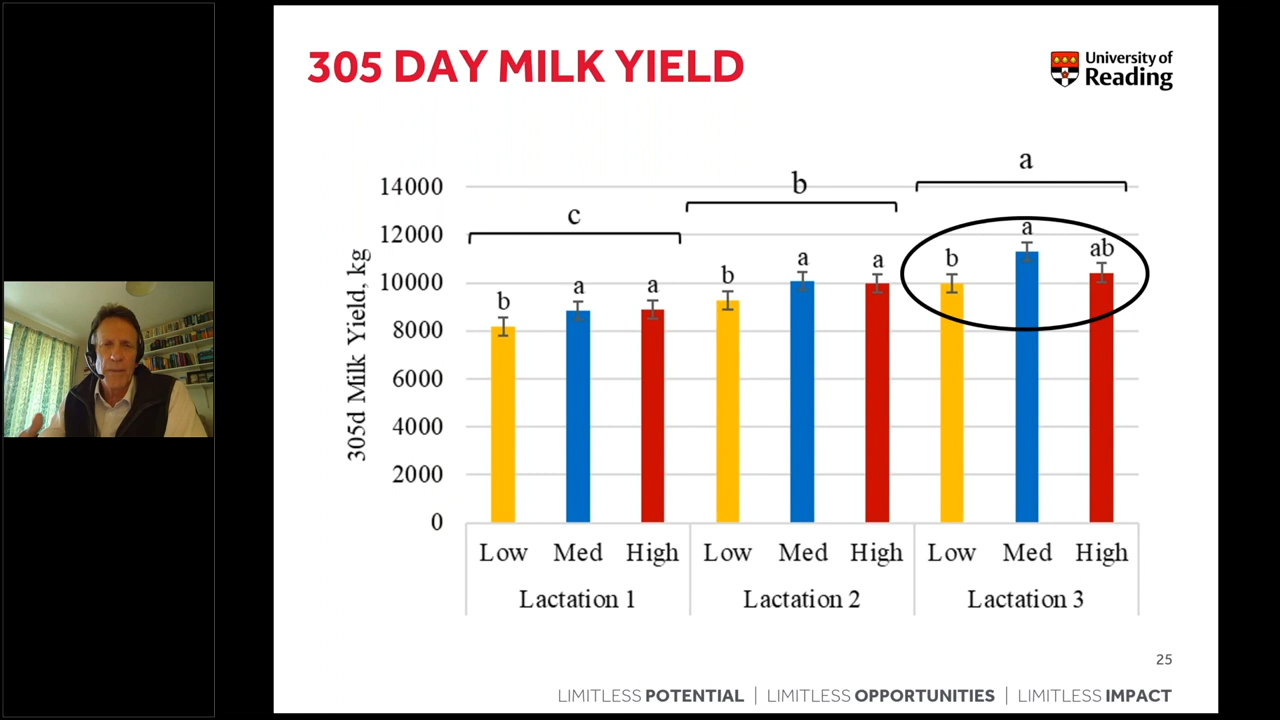 305 DAY MILK YIELD
University of
Reading
305d Milk Yield, kg
14000
12000
10000
8000
6000
4000
2000
0
c
b
a
b
a
a
b
a
a
b
a
ab
Low Med High Low Med High Low Med High
Lactation 1 Lactation 2 Lactation 3
25
LIMITLESS POTENTIAL | LIMITLESS OPPORTUNITIES | LIMITLESS IMPACT